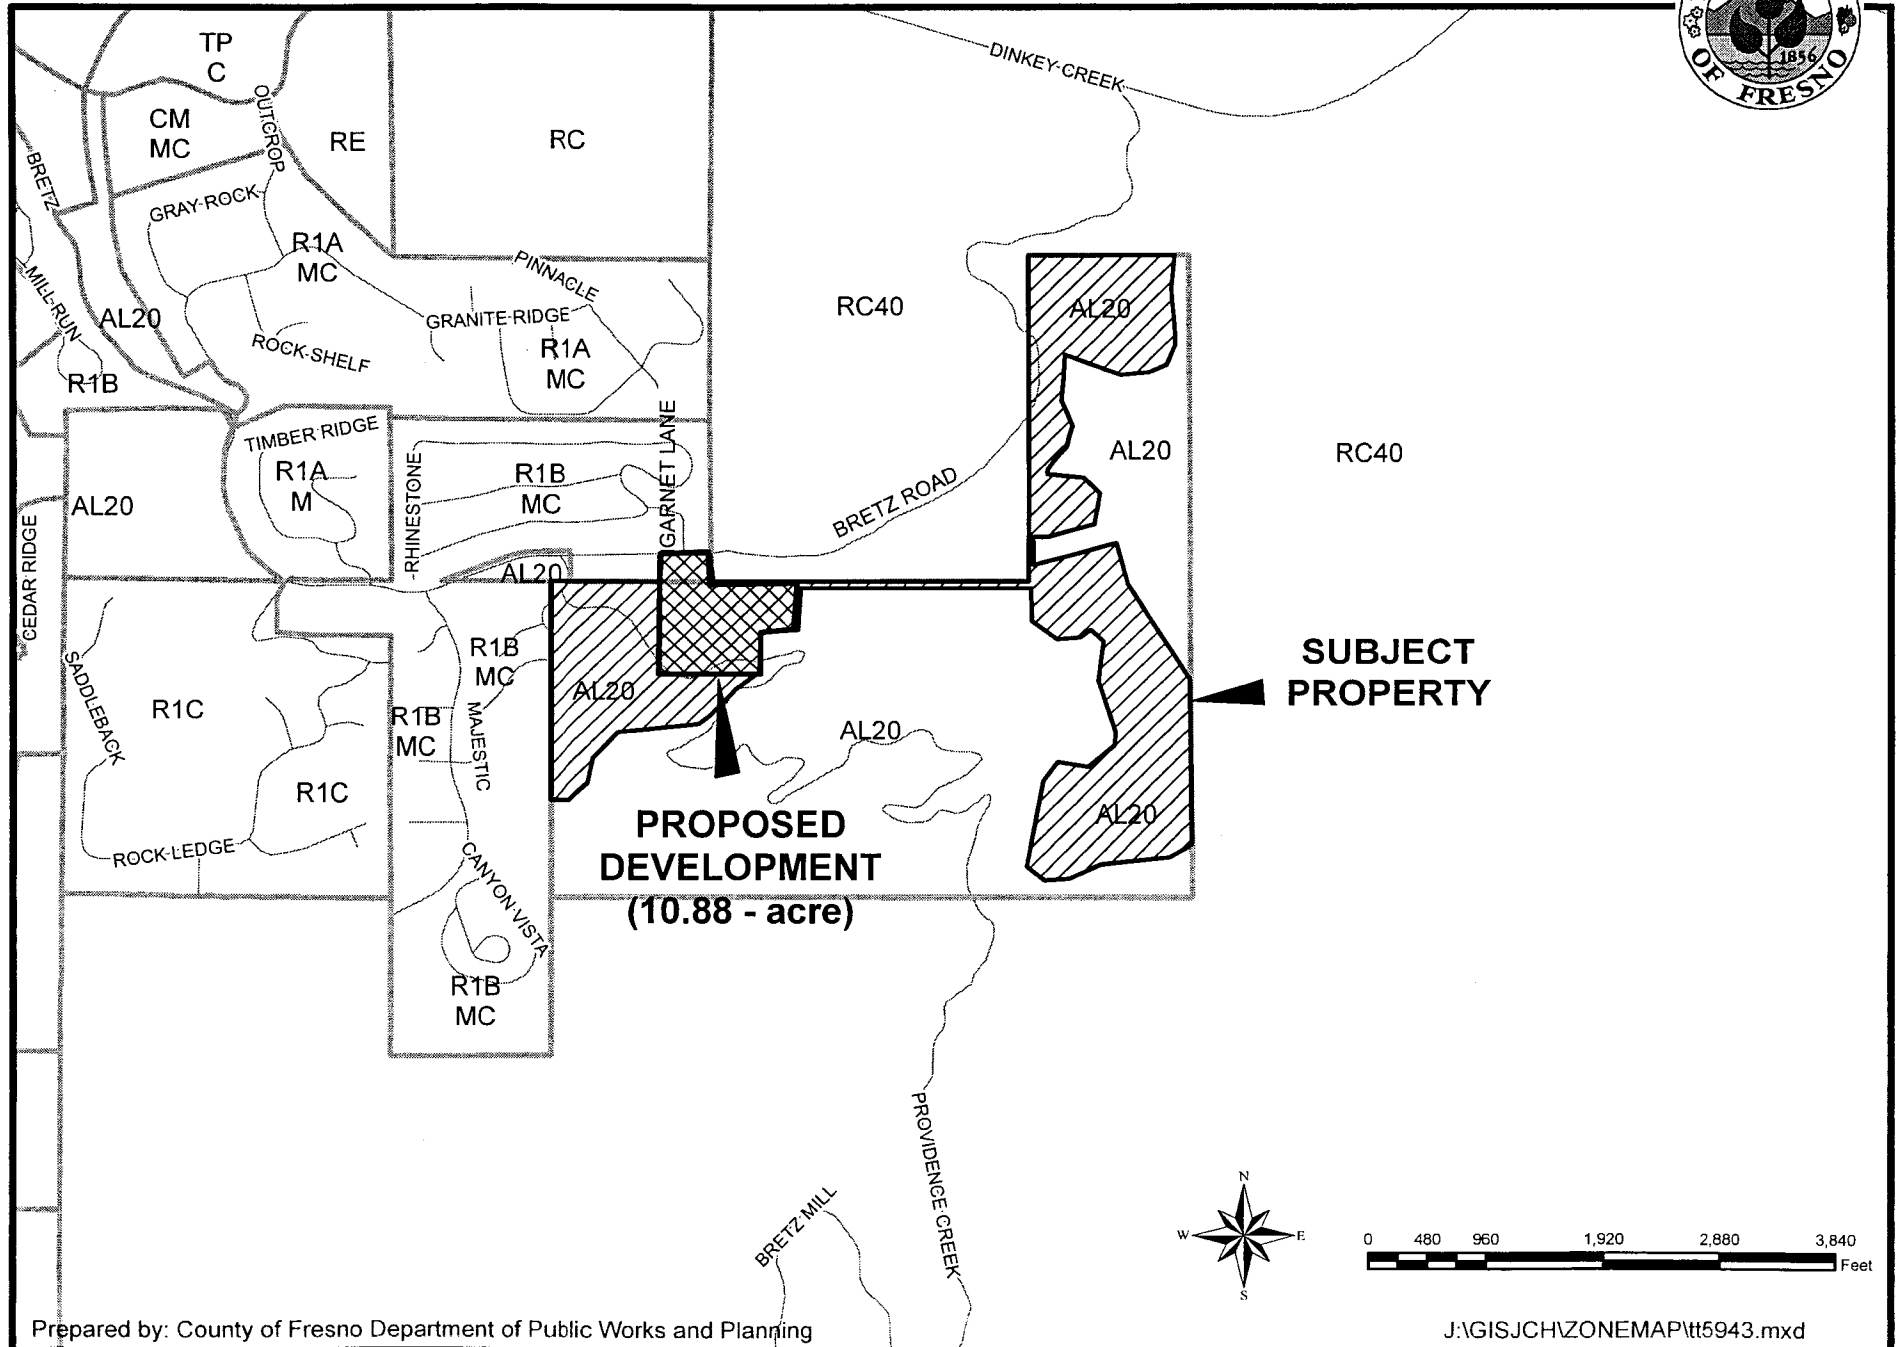 1856
OF FRESNO
TP
C
CM
MC
OUTCROP
RE
RC
DINKEY CREEK
BRETZ
GRAY ROCK
R1A
MC
PINNACLE
MILL RUN
AL20
GRANITE RIDGE
ROCK SHELF
R1A
MC
RC40
AL20
R1B
TIMBER RIDGE
R1A
M
RHINESTONE
R1B
MC
GARNET LANE
BRETZ ROAD
AL20
RC40
AL20
CEDAR RIDGE
AL20
SUBJECT
PROPERTY
SADDLEBACK
R1C
R1B
MC
R1B
MC
MAJESTIC
AL20
AL20
R1C
AL20
ROCK LEDGE
PROPOSED
DEVELOPMENT
(10.88 - acre)
CANYON VISTA
R1B
MC
PROVIDENCE CREEK
BRETZ MILL
N
W
E
S
0 480 960 1,920 2,880 3,840
Feet
Prepared by: County of Fresno Department of Public Works and Planning
J:\GISJCH\ZONEMAP\tt5943.mxd